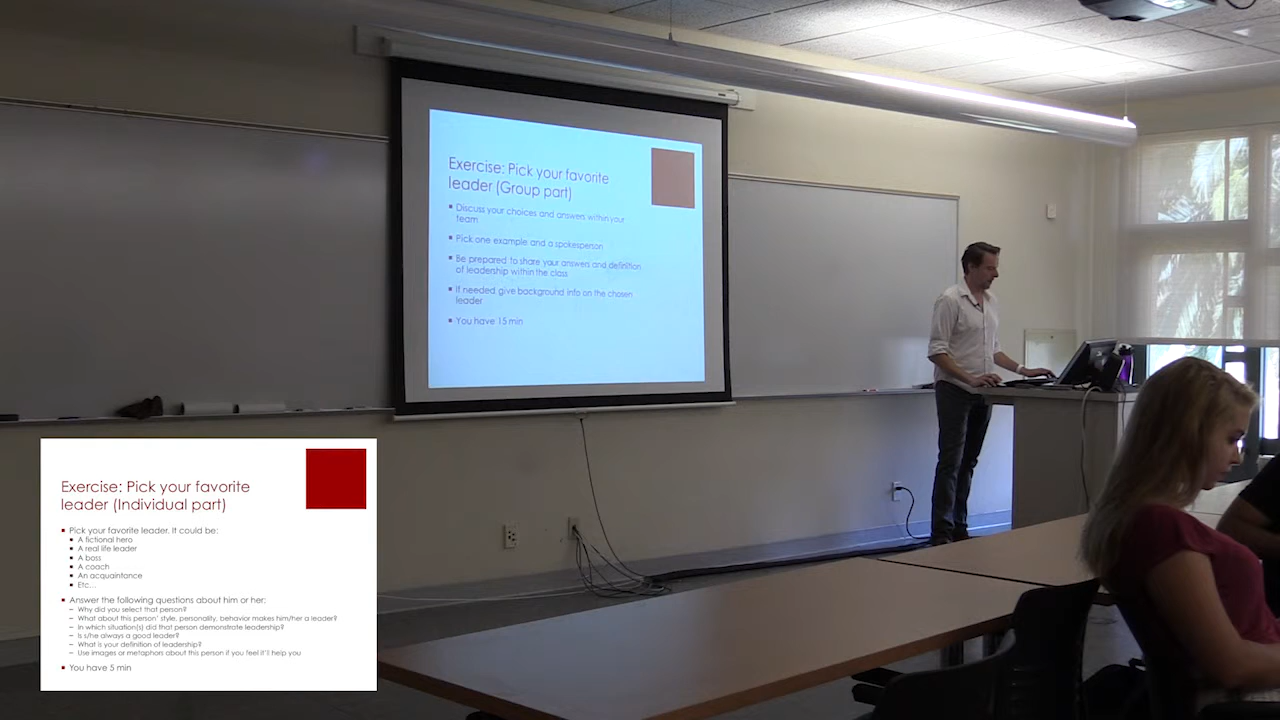 Exercise: Pick your favorite
leader (Group part)
▪ Discuss your choices and answers within your
team
▪ Pick one example and a spokesperson
▪ Be prepared to share your answers and definition
of leadership within the class
▪ If needed give background info on the chosen
leader
▪ You have 15 min
Exercise: Pick your favorite
leader (Individual part)
▪ Pick your favorite leader. It could be:
▪ A fictional hero
▪ A real life leader
▪ A boss
▪ A coach
▪ An acquaintance
▪ Etc...
▪ Answer the following questions about him or her:
– Why did you select that person?
– What about this person' style, personality, behavior makes him/her a leader?
– In which situation(s) did that person demonstrate leadership?
– Is s/he always a good leader?
– What is your definition of leadership?
– Use images or metaphors about this person if you feel it'll help you
▪ You have 5 min